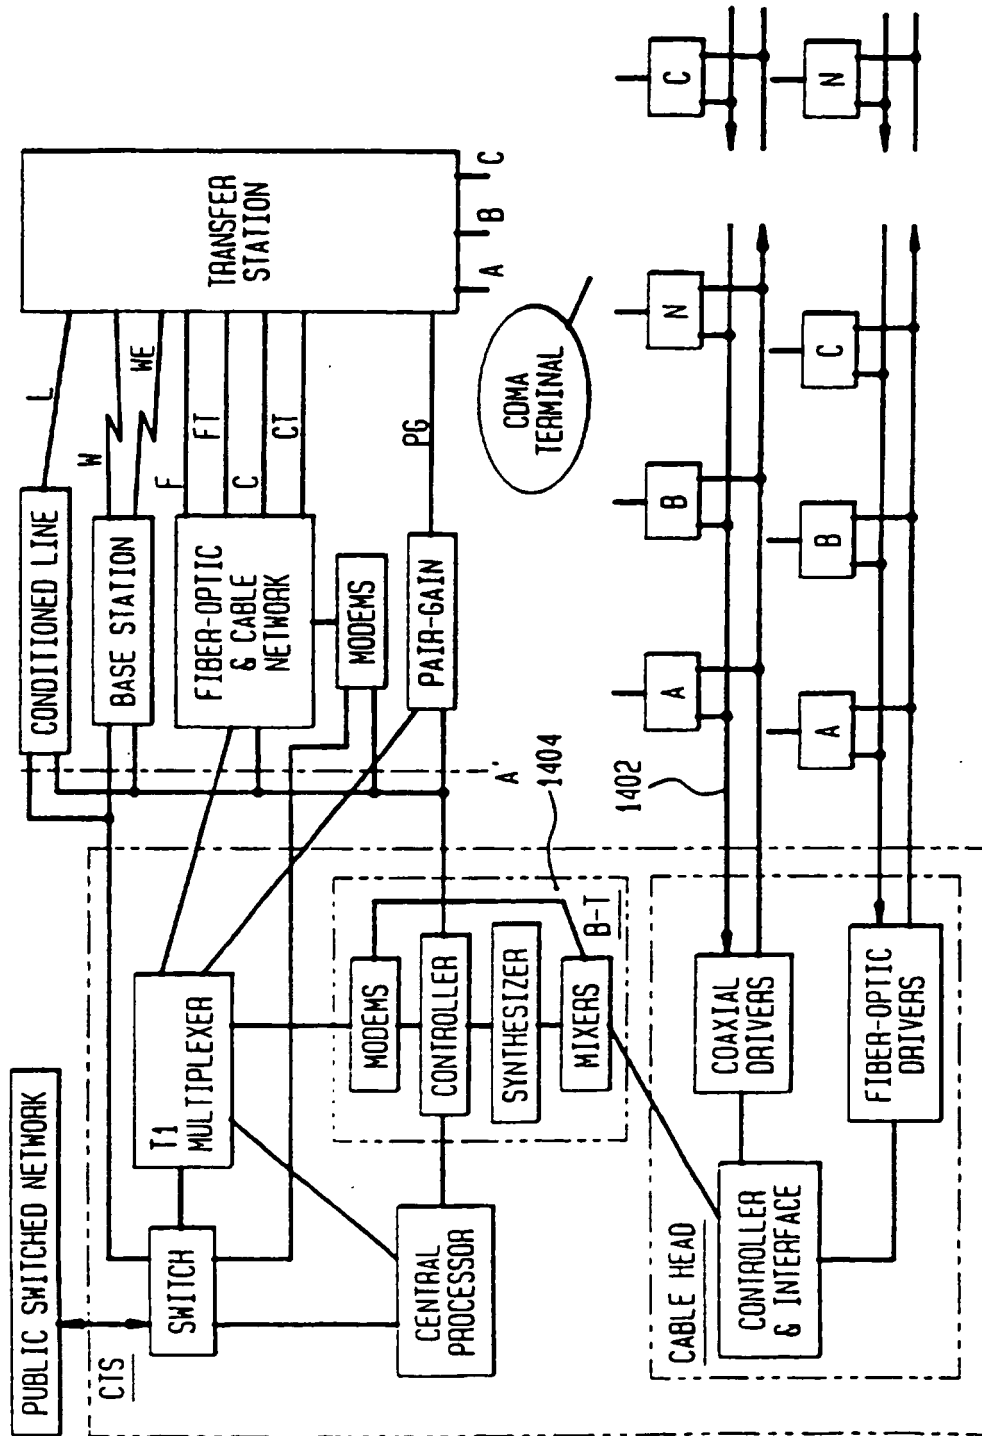 PUBLIC SWITCHED NETWORK
CTS
SWITCH
T1
MULTIPLEXER
CENTRAL
PROCESSOR
MODEMS
CONTROLLER
SYNTHESIZER
MIXERS
B-T
1404
A'
CONDITIONED LINE
BASE STATION
FIBER-OPTIC
& CABLE
NETWORK
MODEMS
PAIR-GAIN
L
W
WE
F
FT
C
CT
PG
TRANSFER
STATION
A
B
C
CDMA
TERMINAL
CABLE HEAD
CONTROLLER
& INTERFACE
COAXIAL
DRIVERS
FIBER-OPTIC
DRIVERS
1402
A
B
N
C
A
B
C
N